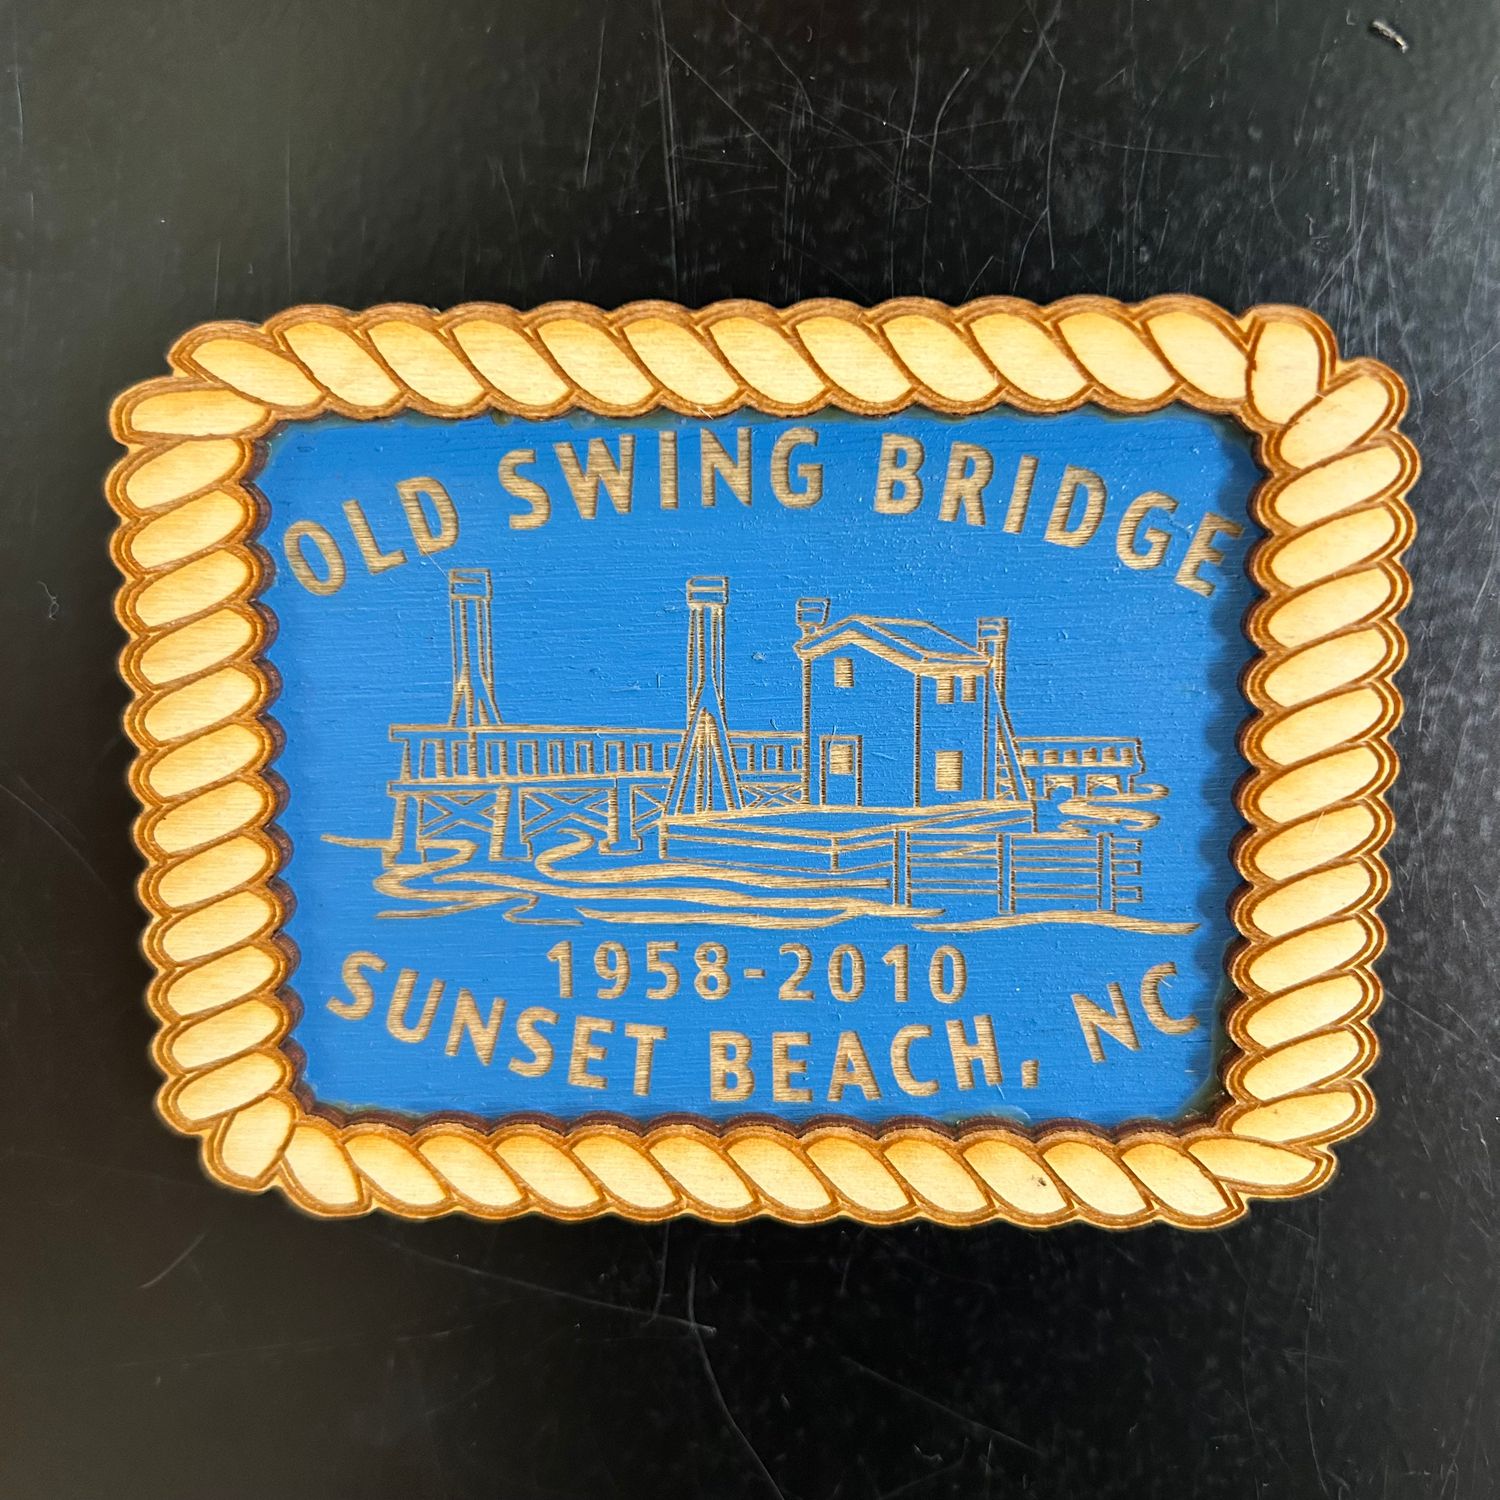 OLD SWING BRIDGE
1958-2010
SUNSET BEACH, NC